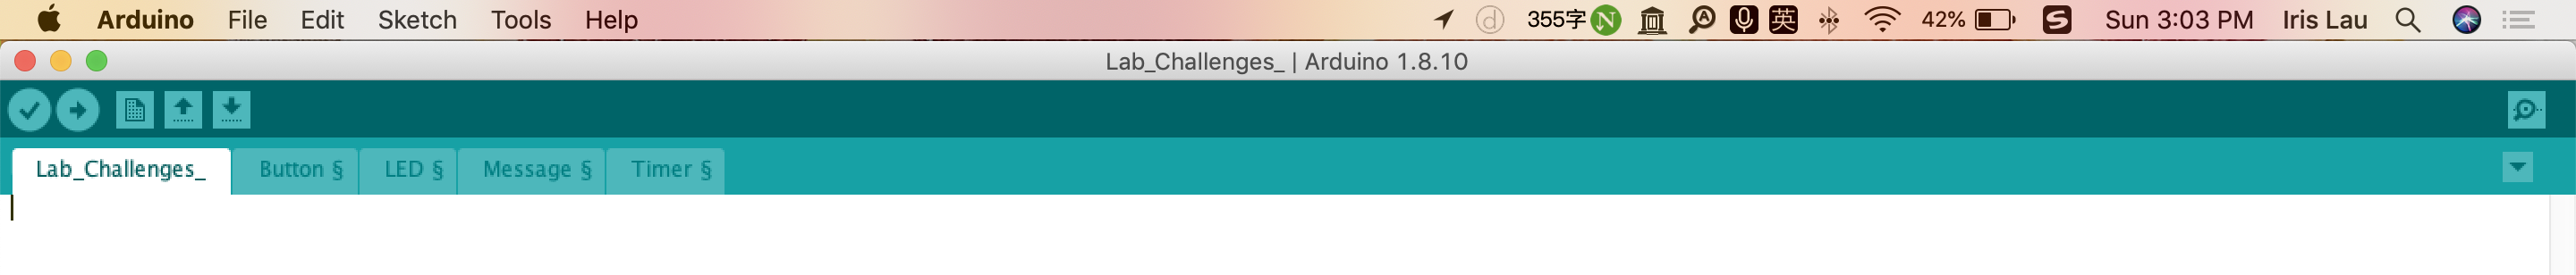 Arduino File Edit Sketch Tools Help d 355字 N A 英 42% S Sun 3:03 PM Iris Lau
Lab_Challenges_ | Arduino 1.8.10
Lab_Challenges_ Button § LED § Message § Timer §